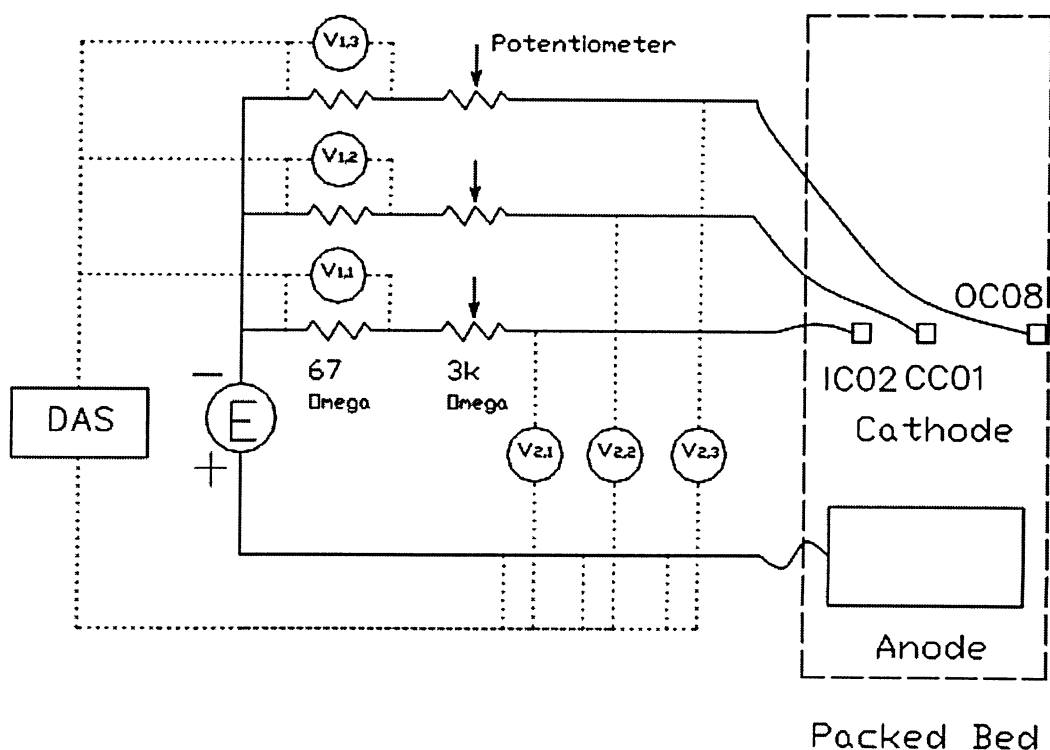 V1,3
Potentiometer
V1,2
V1,1
OC08
67
Omega
3k
Omega
IC02 CC01
Cathode
−
E
+
DAS
V2,1
V2,2
V2,3
Anode
Packed Bed